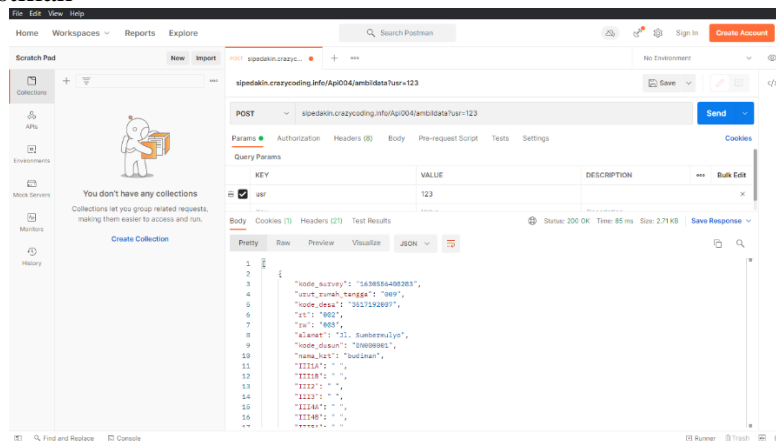 File Edit View Help
Home Workspaces Reports Explore Search Postman Sign In Create Account
Scratch Pad New Import POST sipedakin.crazyc... No Environment
Collections
APIs
Environments
Mock Servers
Monitors
History
You don't have any collections
Collections let you group related requests,
making them easier to access and run.
Create Collection
sipedakin.crazycoding.info/Api004/ambildata?usr=123 Save
POST sipedakin.crazycoding.info/Api004/ambildata?usr=123 Send
Params Authorization Headers (8) Body Pre-request Script Tests Settings Cookies
Query Params
KEY VALUE DESCRIPTION Bulk Edit
usr 123
Body Cookies (1) Headers (21) Test Results Status: 200 OK Time: 85 ms Size: 2.71 KB Save Response
Pretty Raw Preview Visualize JSON
1 [
2 {
3 "kode_survey": "1630556400203",
4 "urut_rumah_tangga": "009",
5 "kode_desa": "3517192007",
6 "rt": "002",
7 "rw": "003",
8 "alamat": "Jl. Sumbermulyo",
9 "kode_dusun": "DN000001",
10 "nama_krt": "budiman",
11 "III1A": " ",
12 "III1B": " ",
13 "III2": " ",
14 "III3": " ",
15 "III4A": " ",
16 "III4B": " ",
Find and Replace Console Runner Trash